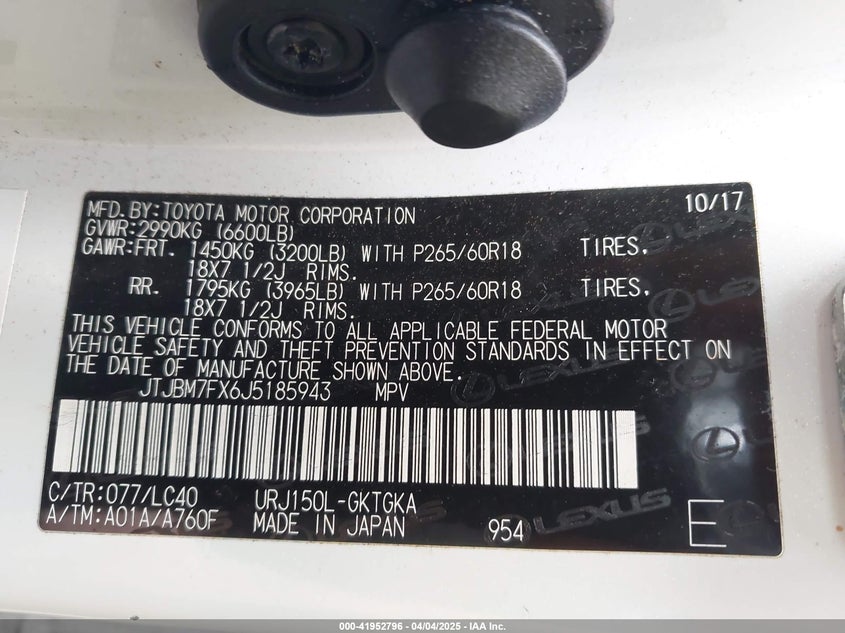 MFD.BY:TOYOTA MOTOR CORPORATION 10/17
GVWR:2990KG (6600LB)
GAWR:FRT. 1450KG (3200LB) WITH P265/60R18 TIRES,
18X7 1/2J RIMS.
RR. 1795KG (3965LB) WITH P265/60R18 TIRES,
18X7 1/2J RIMS.
THIS VEHICLE CONFORMS TO ALL APPLICABLE FEDERAL MOTOR
VEHICLE SAFETY AND THEFT PREVENTION STANDARDS IN EFFECT ON
THE DATE OF MANUFACTURE SHOWN ABOVE.
JTJBM7FX6J5185943 MPV
C/TR:077/LC40 URJ150L-GKTGKA
A/TM:A01A/A760F MADE IN JAPAN 954 E
LEXUS
LEXUS
LEXUS
000-41952796 - 04/04/2025 - IAA Inc.